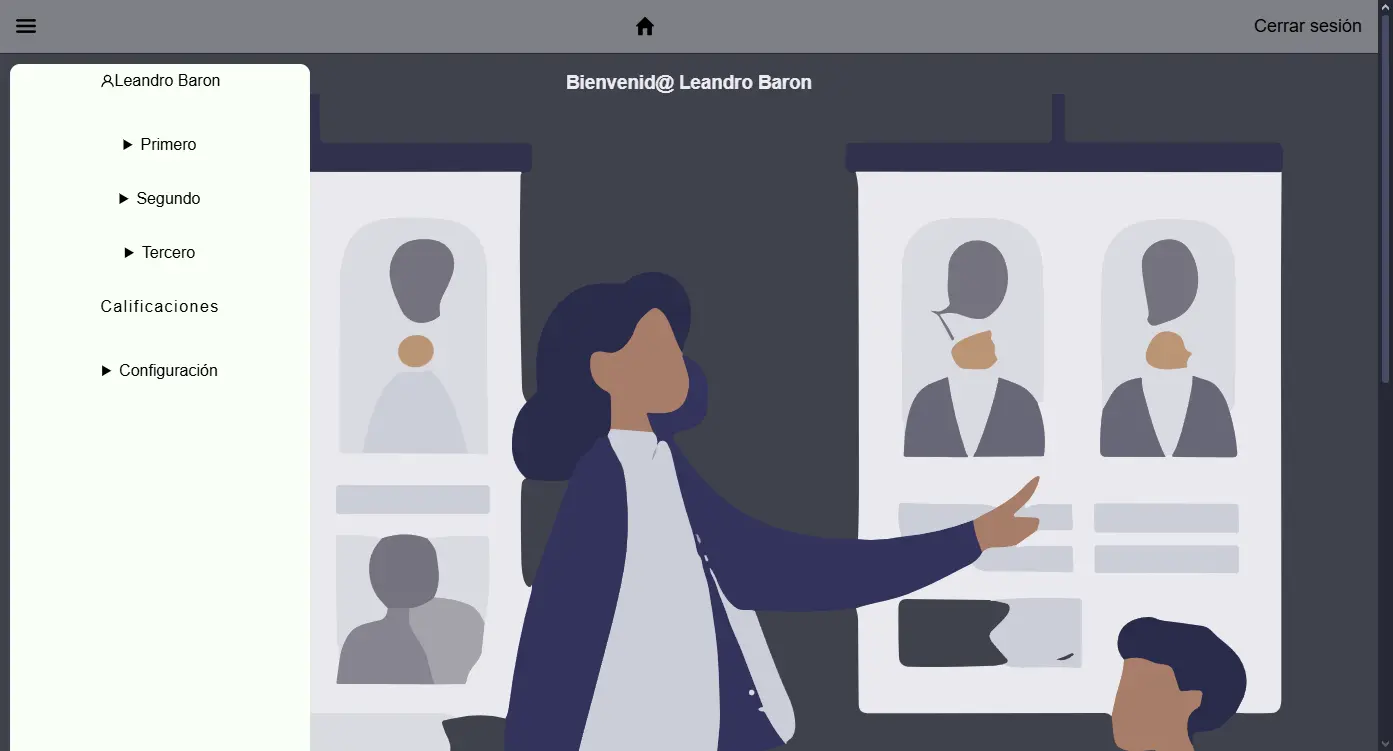 Cerrar sesión
Leandro Baron
Bienvenid@ Leandro Baron
Primero
Segundo
Tercero
Calificaciones
Configuración